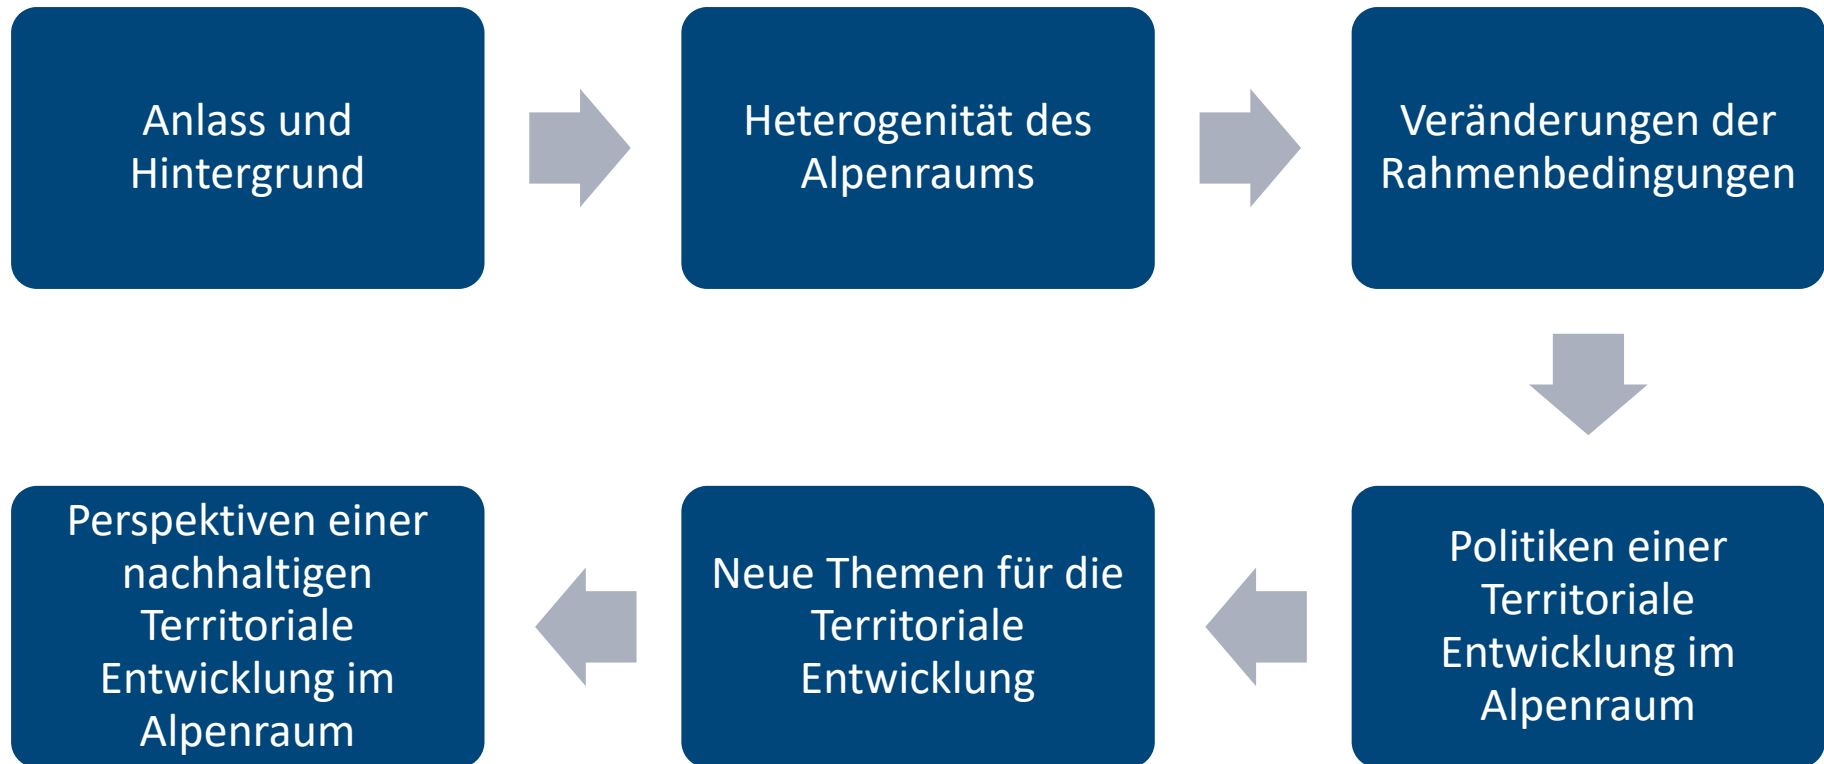 Anlass und
Hintergrund
Heterogenität des
Alpenraums
Veränderungen der
Rahmenbedingungen
Politiken einer
Territoriale
Entwicklung im
Alpenraum
Neue Themen für die
Territoriale
Entwicklung
Perspektiven einer
nachhaltigen
Territoriale
Entwicklung im
Alpenraum